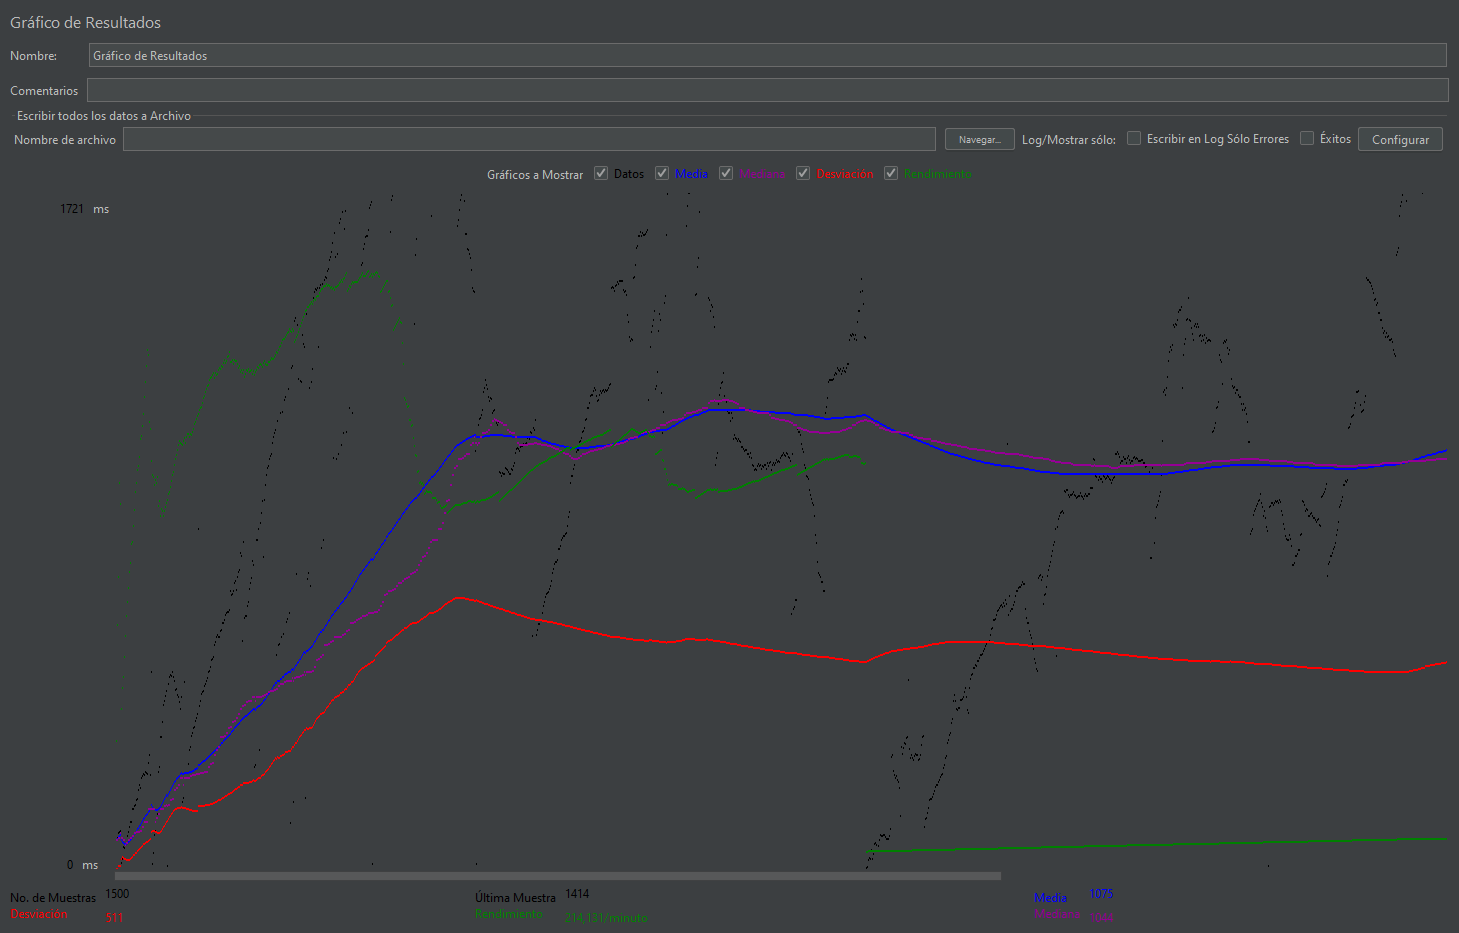 Gráfico de Resultados
Nombre: Gráfico de Resultados
Comentarios
Escribir todos los datos a Archivo
Nombre de archivo Navegar... Log/Mostrar sólo: Escribir en Log Sólo Errores Éxitos Configurar
Gráficos a Mostrar Datos Media Mediana Desviación Rendimiento
1721 ms
0 ms
No. de Muestras 1500 Última Muestra 1414 Media 1075
Desviación 511 Rendimiento 214,131/minuto Mediana